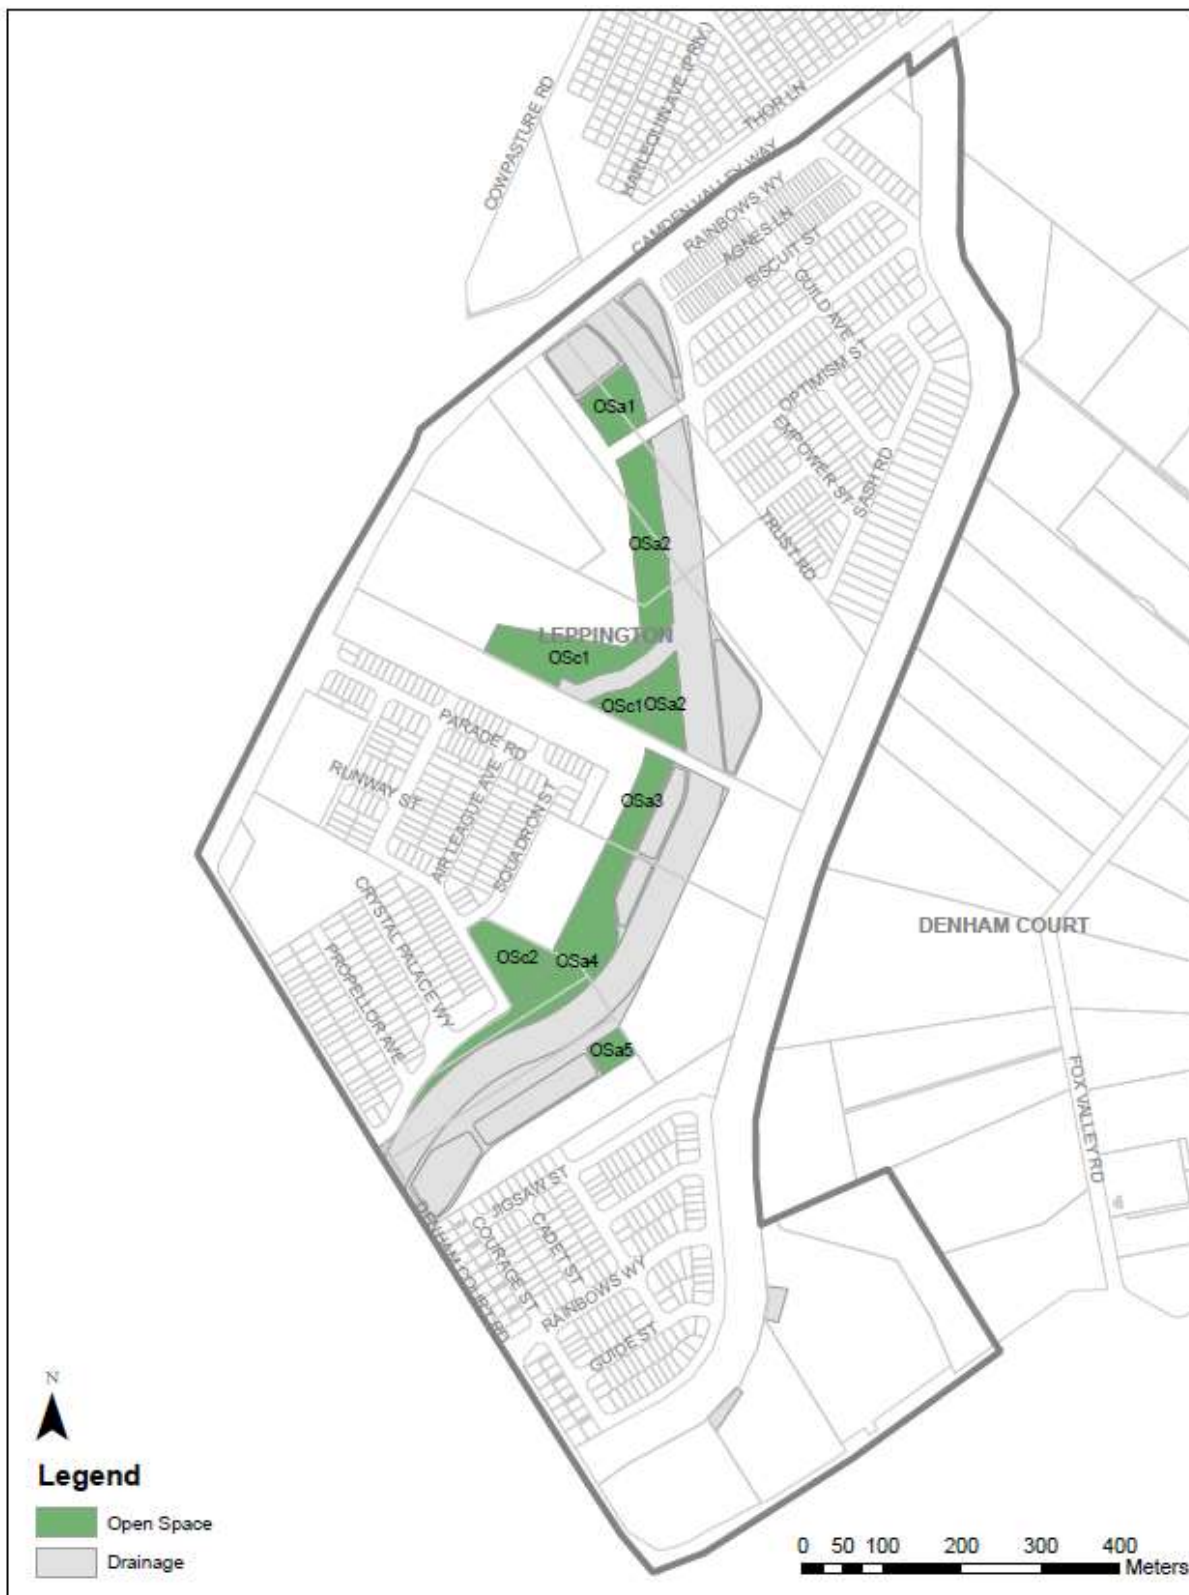 COWPASTURE RD
HARLEQUIN AVE (PRIV.)
THOR LN
CAMDEN VALLEY WAY
RAINBOWS WY
AGNES LN
BISCUIT ST
GUILD AVE
OPTIMISM ST
EMPOWER ST
SASH RD
TRUST RD
OSa1
OSa2
LEPPINGTON
OSc1
OSc1
OSa2
PARADE RD
RUNWAY ST
AIR LEAGUE AVE
SQUADRON ST
OSa3
CRYSTAL PALACE WY
PROPELLOR AVE
OSc2
OSa4
DENHAM COURT
OSa5
FOX VALLEY RD
JIGSAW ST
CADET ST
COURAGE ST
DENHAM COURT RD
RAINBOWS WY
GUIDE ST
N
Legend
Open Space
Drainage
0 50 100 200 300 400
Meters